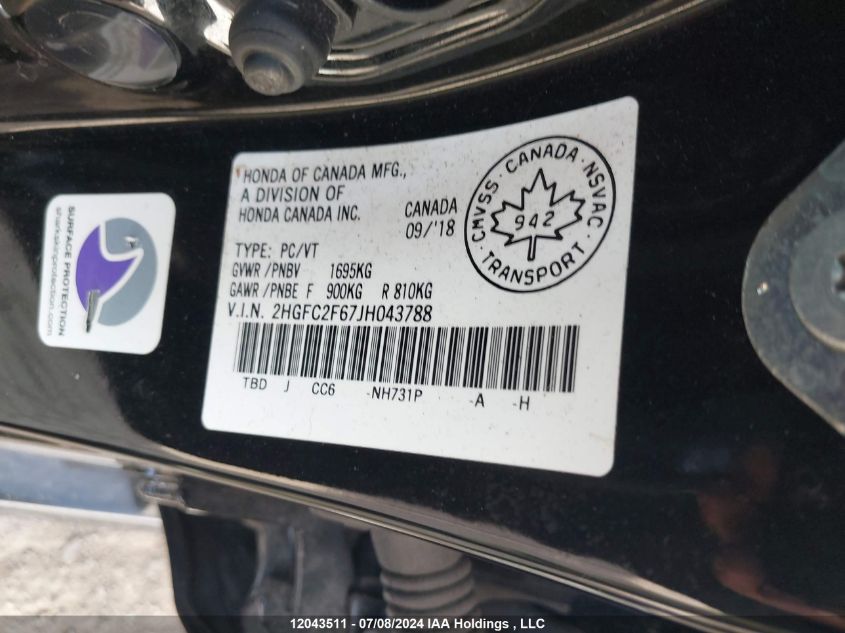 HONDA OF CANADA MFG.,
A DIVISION OF
HONDA CANADA INC.
CANADA
09/'18
TYPE: PC/VT
GVWR/PNBV 1695KG
GAWR/PNBE F 900KG R 810KG
V.I.N. 2HGFC2F67JH043788
TBD J CC6 -NH731P -A -H
CMVSS · CANADA · NSVAC
942
· TRANSPORT ·
SURFACE PROTECTION
sharkskinprotection.ca
12043511 - 07/08/2024 IAA Holdings , LLC